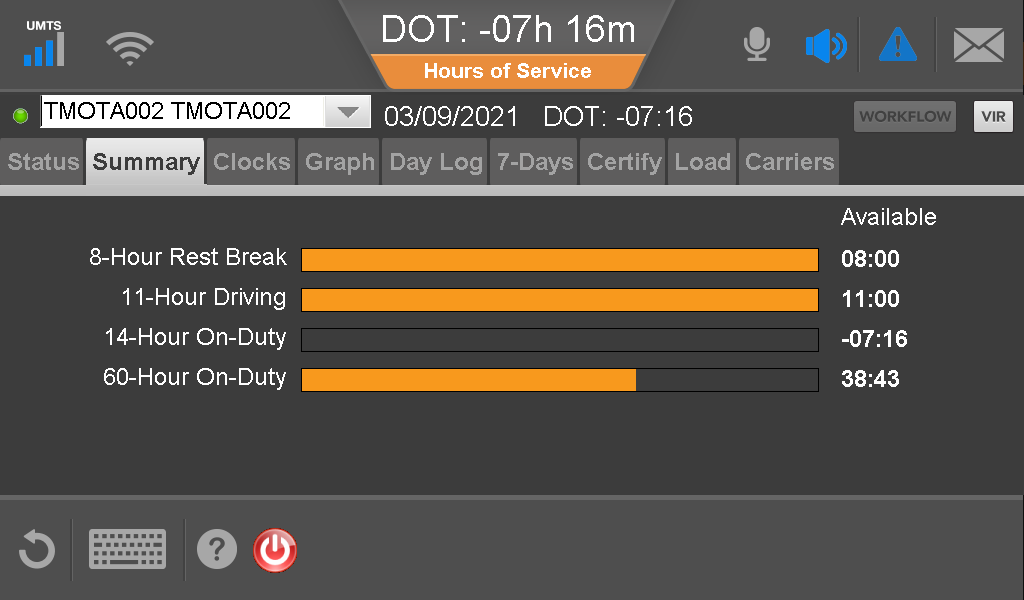 UMTS
DOT: -07h 16m
Hours of Service
TMOTA002 TMOTA002 03/09/2021 DOT: -07:16 WORKFLOW VIR
Status Summary Clocks Graph Day Log 7-Days Certify Load Carriers
Available
8-Hour Rest Break 08:00
11-Hour Driving 11:00
14-Hour On-Duty -07:16
60-Hour On-Duty 38:43
?